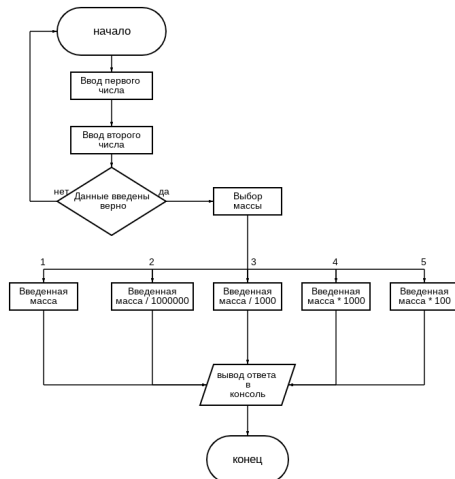 начало
Ввод первого
числа
Ввод второго
числа
нет
Данные введены
верно
да
Выбор
массы
1
2
3
4
5
Введенная
масса
Введенная
масса / 1000000
Введенная
масса / 1000
Введенная
масса * 1000
Введенная
масса * 100
вывод ответа
в
консоль
конец